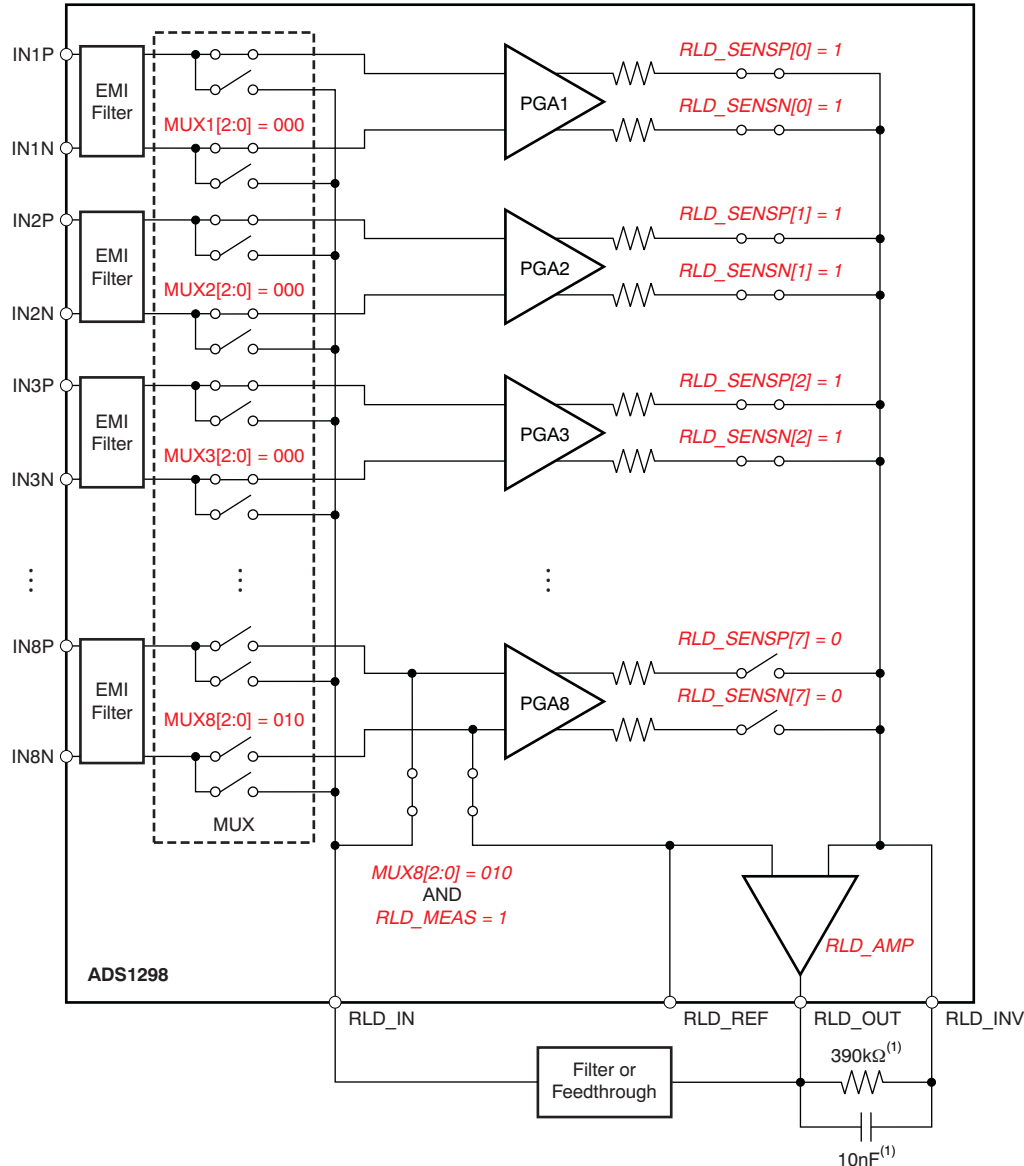 IN1P
EMI
Filter
MUX1[2:0] = 000
IN1N
PGA1
RLD_SENSP[0] = 1
RLD_SENSN[0] = 1
IN2P
EMI
Filter
MUX2[2:0] = 000
IN2N
PGA2
RLD_SENSP[1] = 1
RLD_SENSN[1] = 1
IN3P
EMI
Filter
MUX3[2:0] = 000
IN3N
PGA3
RLD_SENSP[2] = 1
RLD_SENSN[2] = 1
IN8P
EMI
Filter
MUX8[2:0] = 010
IN8N
MUX
PGA8
RLD_SENSP[7] = 0
RLD_SENSN[7] = 0
MUX8[2:0] = 010
AND
RLD_MEAS = 1
RLD_AMP
ADS1298
RLD_IN
RLD_REF
RLD_OUT
RLD_INV
Filter or
Feedthrough
390kΩ(1)
10nF(1)